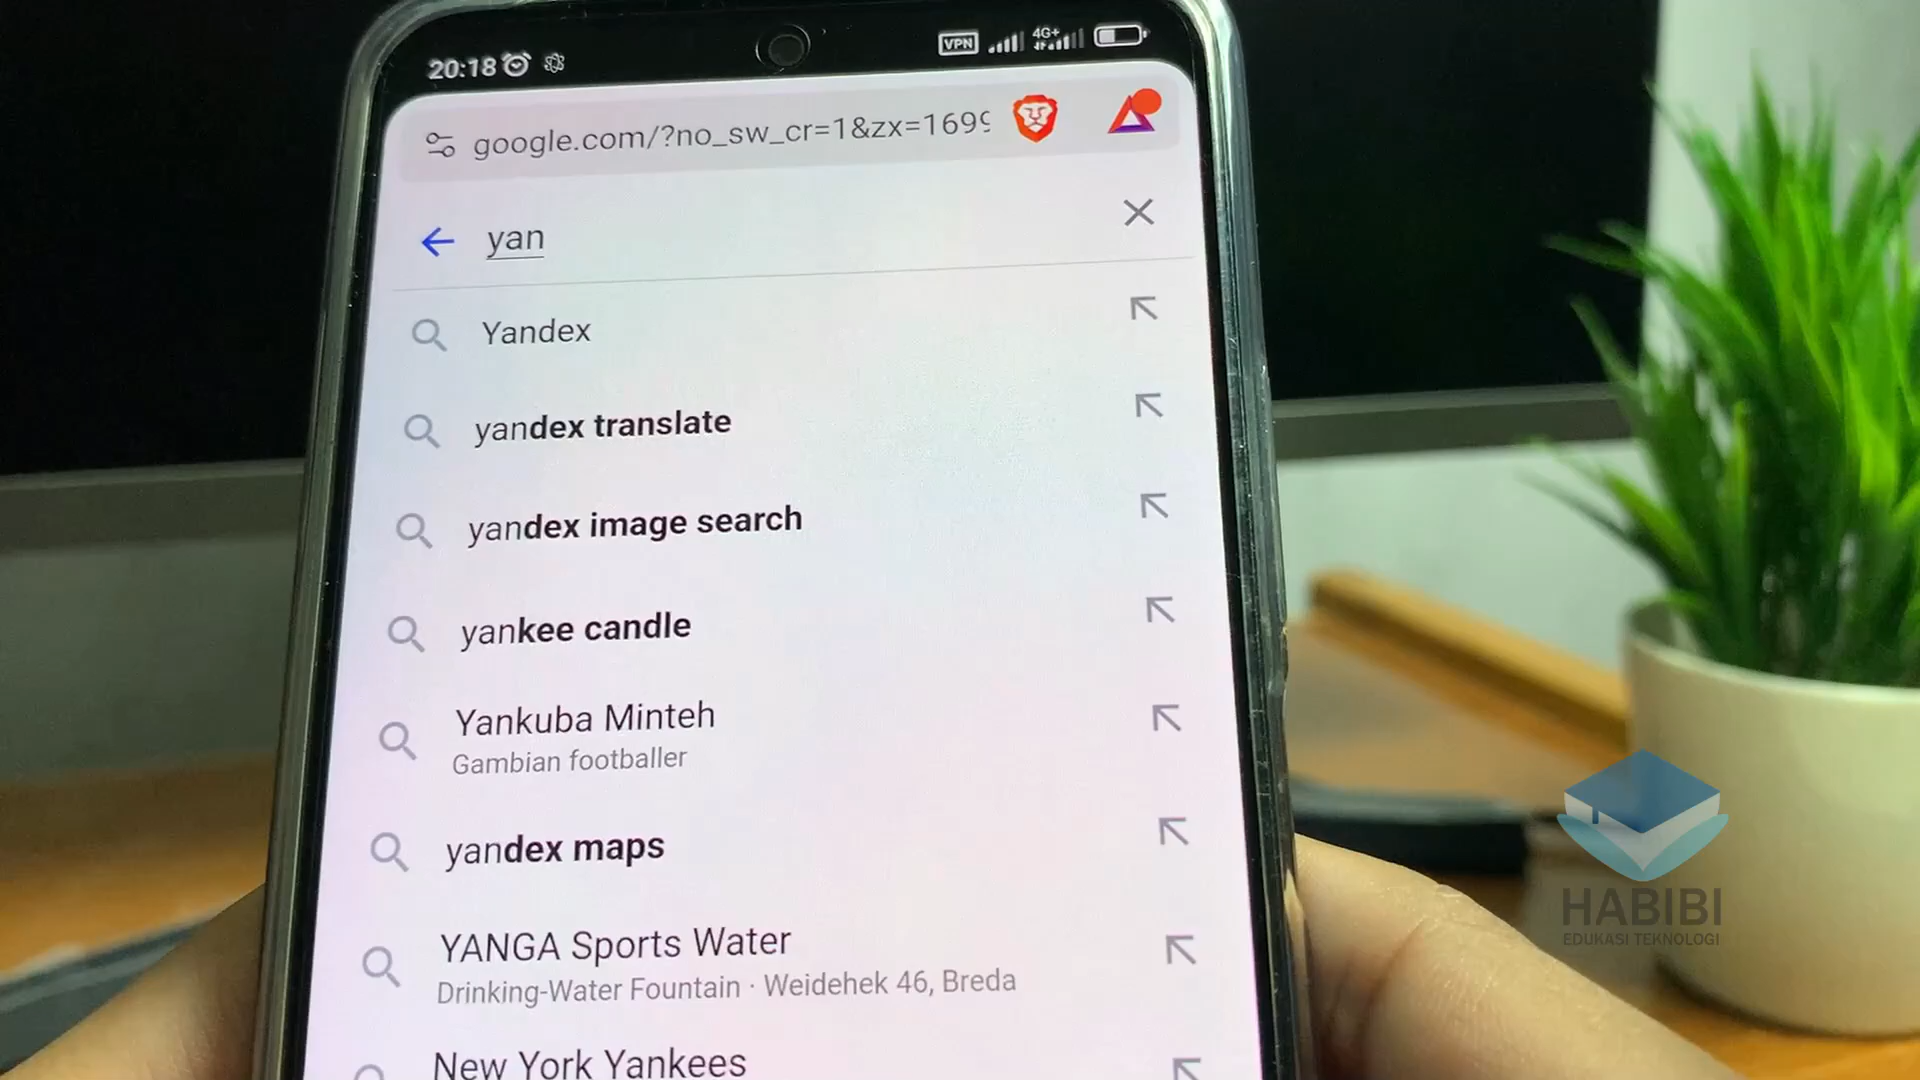 20:18
VPN
4G+
google.com/?no_sw_cr=1&zx=1699
yan
Yandex
yandex translate
yandex image search
yankee candle
Yankuba Minteh
Gambian footballer
yandex maps
YANGA Sports Water
Drinking-Water Fountain · Weidehek 46, Breda
New York Yankees
HABIBI
EDUKASI TEKNOLOGI